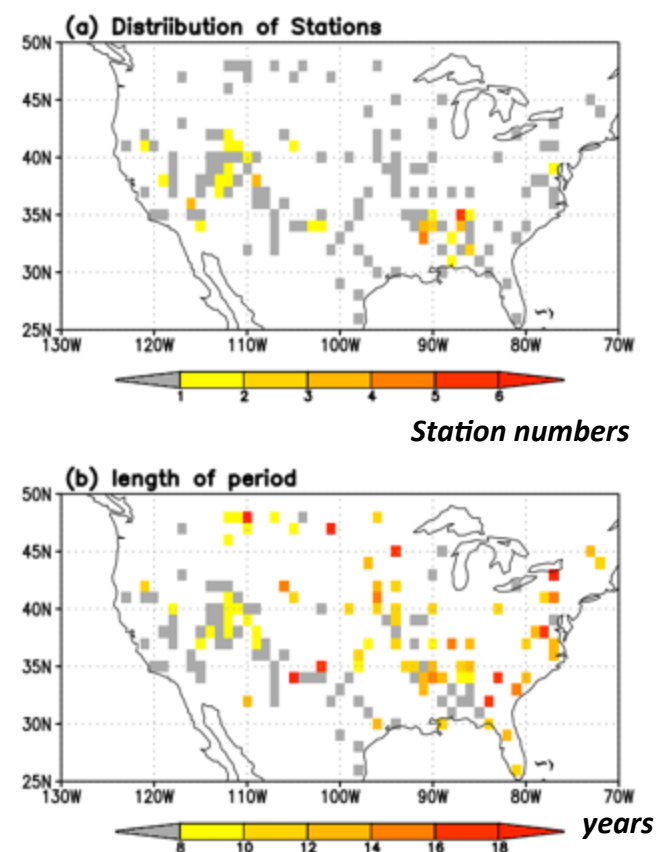 (a) Distriibution of Stations
50N
45N
40N
35N
30N
25N
130W 120W 110W 100W 90W 80W 70W
1 2 3 4 5 6
Station numbers
(b) length of period
50N
45N
40N
35N
30N
25N
130W 120W 110W 100W 90W 80W 70W
years
8 10 12 14 16 18